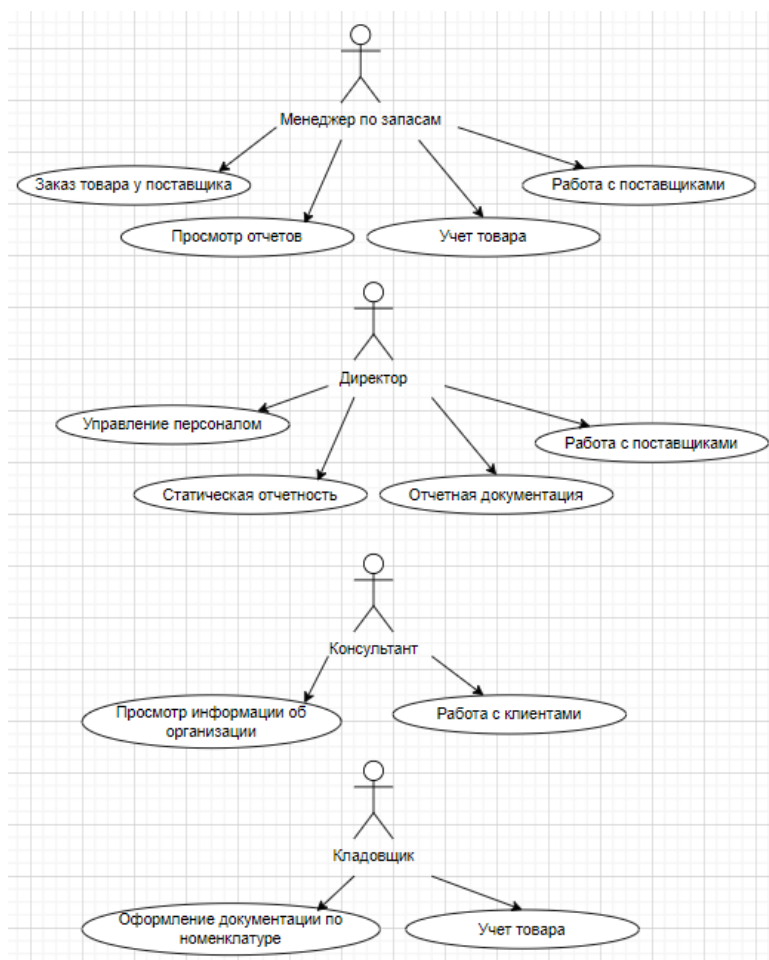 Менеджер по запасам
Заказ товара у поставщика
Работа с поставщиками
Просмотр отчетов
Учет товара
Директор
Управление персоналом
Работа с поставщиками
Статическая отчетность
Отчетная документация
Консультант
Просмотр информации об
организации
Работа с клиентами
Кладовщик
Оформление документации по
номенклатуре
Учет товара